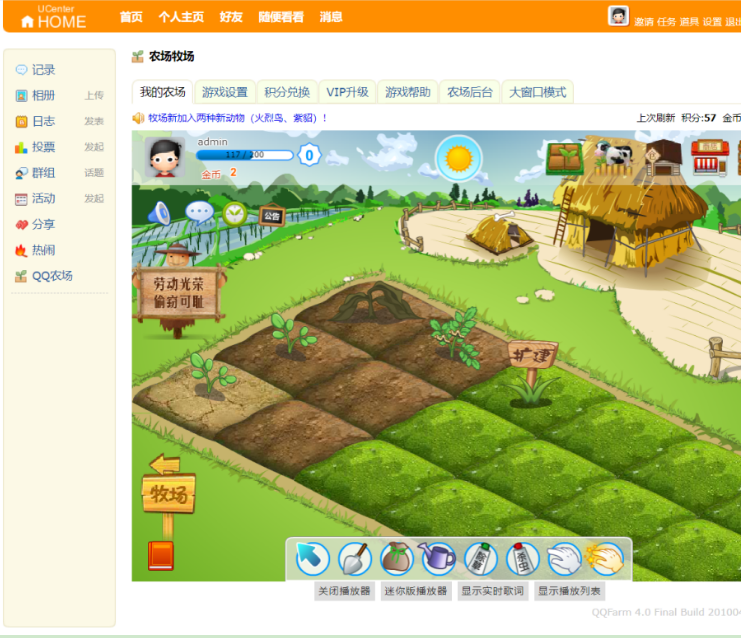 UCenter
HOME
首页 个人主页 好友 随便看看 消息
邀请 任务 道具 设置 退出
记录
相册 上传
日志 发表
投票 发起
群组 话题
活动 发起
分享
热闹
QQ农场
农场牧场
我的农场 游戏设置 积分兑换 VIP升级 游戏帮助 农场后台 大窗口模式
牧场新加入两种新动物（火烈鸟、紫貂）！
上次刷新 积分:57 金币
admin
117 / 200
0
金币 2
公告
劳动光荣
偷窃可耻
扩建
牧场
关闭播放器 迷你版播放器 显示实时歌词 显示播放列表
QQFarm 4.0 Final Build 20100